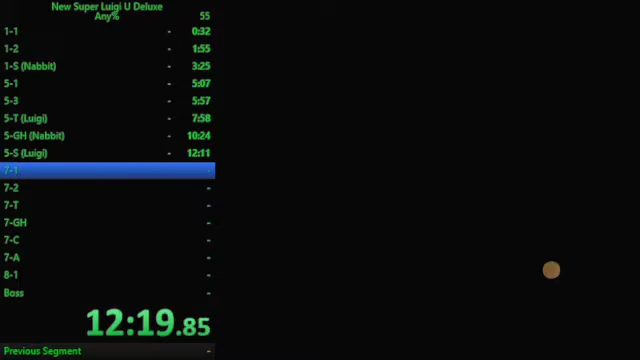 New Super Luigi U Deluxe
Any% 55
1-1 - 0:32
1-2 - 1:55
1-S (Nabbit) - 3:25
5-1 - 5:07
5-3 - 5:57
5-T (Luigi) - 7:58
5-GH (Nabbit) - 10:24
5-S (Luigi) - 12:11
7-1 -
7-2 -
7-T -
7-GH -
7-C -
7-A -
8-1 -
Boss -
12:19.85
Previous Segment -